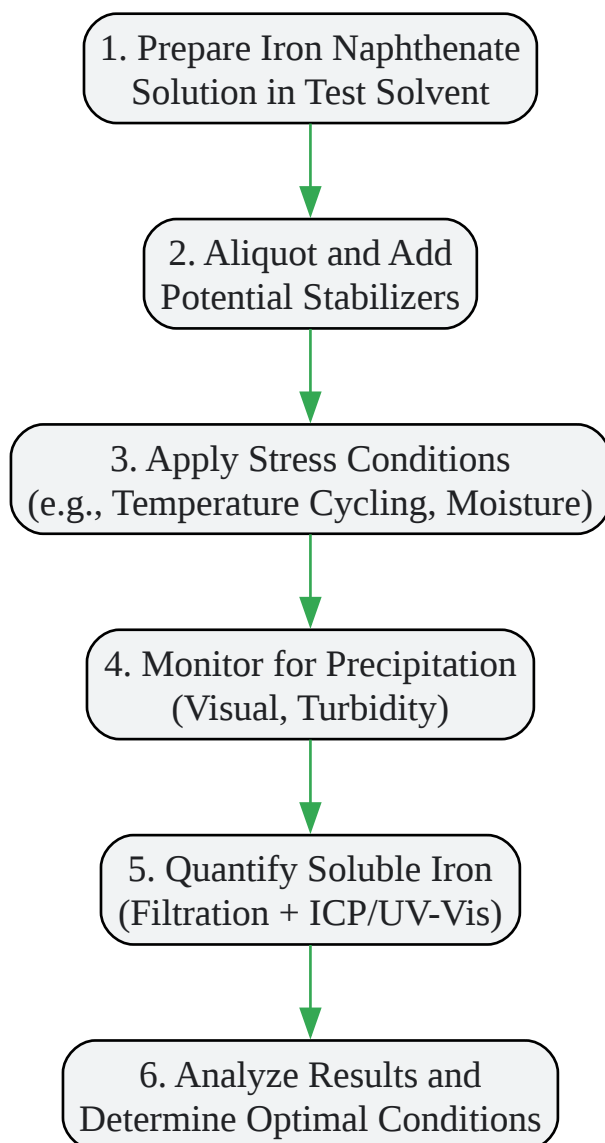 1. Prepare Iron Naphthenate
Solution in Test Solvent
2. Aliquot and Add
Potential Stabilizers
3. Apply Stress Conditions
(e.g., Temperature Cycling, Moisture)
4. Monitor for Precipitation
(Visual, Turbidity)
5. Quantify Soluble Iron
(Filtration + ICP/UV-Vis)
6. Analyze Results and
Determine Optimal Conditions